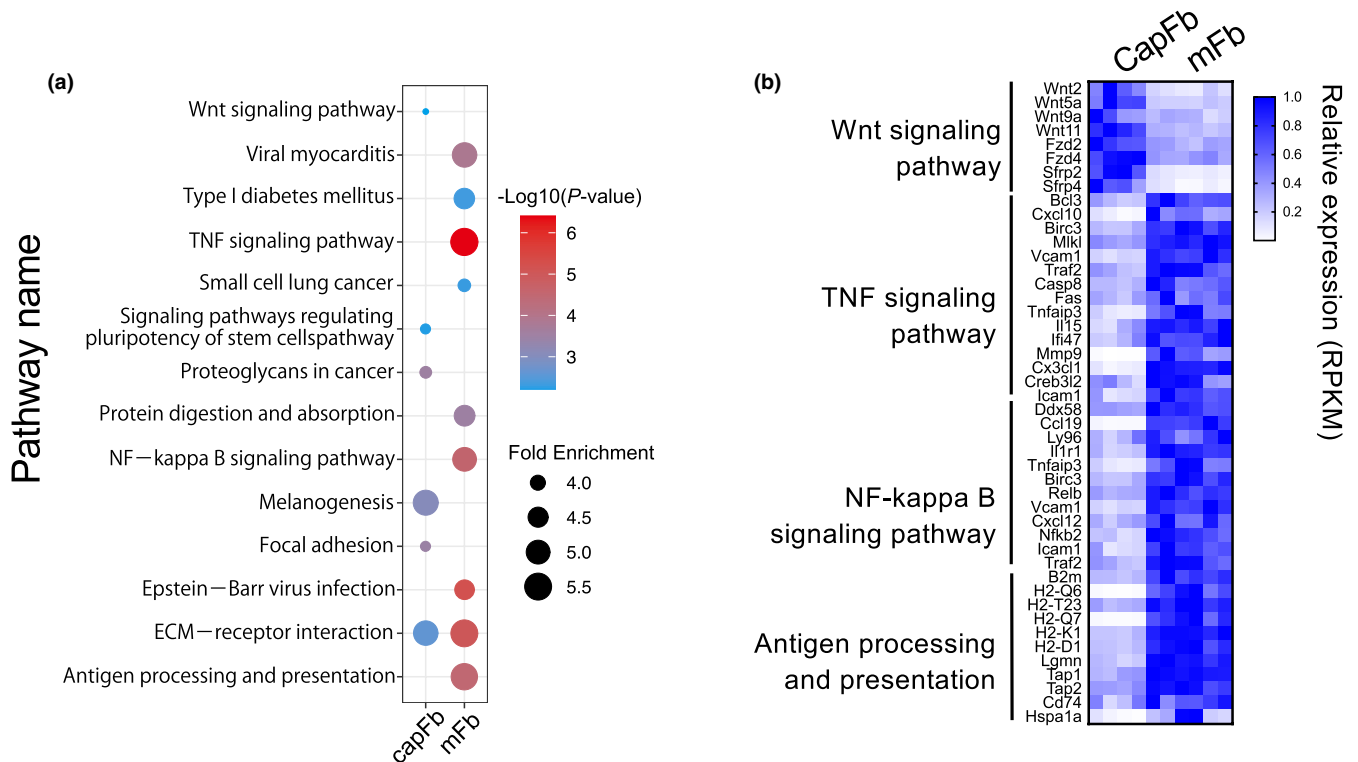 (a)
Pathway name
Wnt signaling pathway
Viral myocarditis
Type I diabetes mellitus
TNF signaling pathway
Small cell lung cancer
Signaling pathways regulating
pluripotency of stem cellspathway
Proteoglycans in cancer
Protein digestion and absorption
NF－kappa B signaling pathway
Melanogenesis
Focal adhesion
Epstein－Barr virus infection
ECM－receptor interaction
Antigen processing and presentation
capFb
mFb
-Log10(P-value)
6
5
4
3
Fold Enrichment
4.0
4.5
5.0
5.5
(b)
CapFb
mFb
Wnt signaling
pathway
TNF signaling
pathway
NF-kappa B
signaling pathway
Antigen processing
and presentation
Wnt2
Wnt5a
Wnt9a
Wnt11
Fzd2
Fzd4
Sfrp2
Sfrp4
Bcl3
Cxcl10
Birc3
Mlkl
Vcam1
Traf2
Casp8
Fas
Tnfaip3
Il15
Ifi47
Mmp9
Cx3cl1
Creb3l2
Icam1
Ddx58
Ccl19
Ly96
Il1r1
Tnfaip3
Birc3
Relb
Vcam1
Cxcl12
Nfkb2
Icam1
Traf2
B2m
H2-Q6
H2-T23
H2-Q7
H2-K1
H2-D1
Lgmn
Tap1
Tap2
Cd74
Hspa1a
1.0
0.8
0.6
0.4
0.2
Relative expression (RPKM)